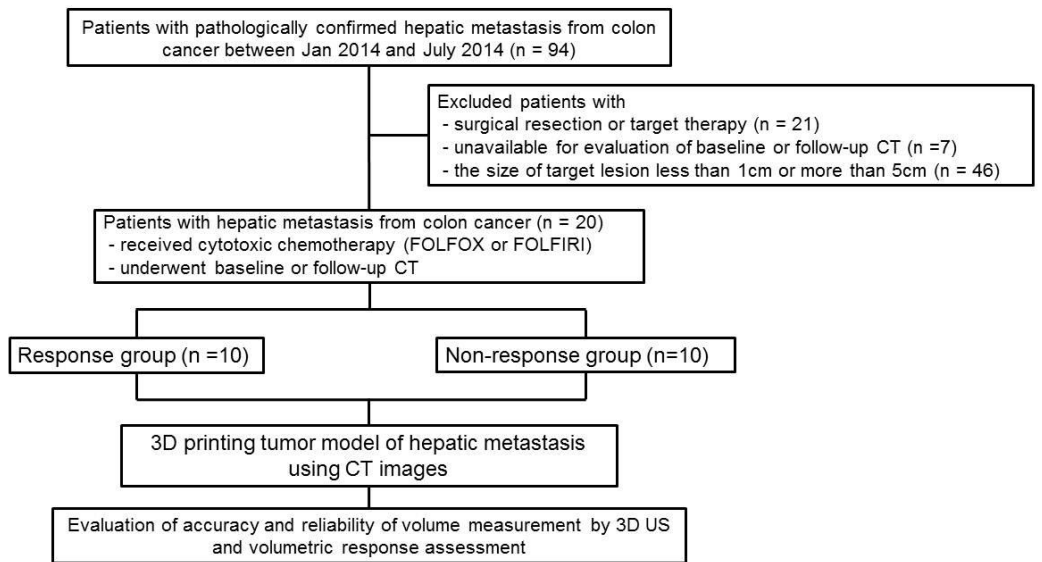 Patients with pathologically confirmed hepatic metastasis from colon
cancer between Jan 2014 and July 2014 (n = 94)
Excluded patients with
- surgical resection or target therapy (n = 21)
- unavailable for evaluation of baseline or follow-up CT (n =7)
- the size of target lesion less than 1cm or more than 5cm (n = 46)
Patients with hepatic metastasis from colon cancer (n = 20)
- received cytotoxic chemotherapy (FOLFOX or FOLFIRI)
- underwent baseline or follow-up CT
Response group (n =10)
Non-response group (n=10)
3D printing tumor model of hepatic metastasis
using CT images
Evaluation of accuracy and reliability of volume measurement by 3D US
and volumetric response assessment